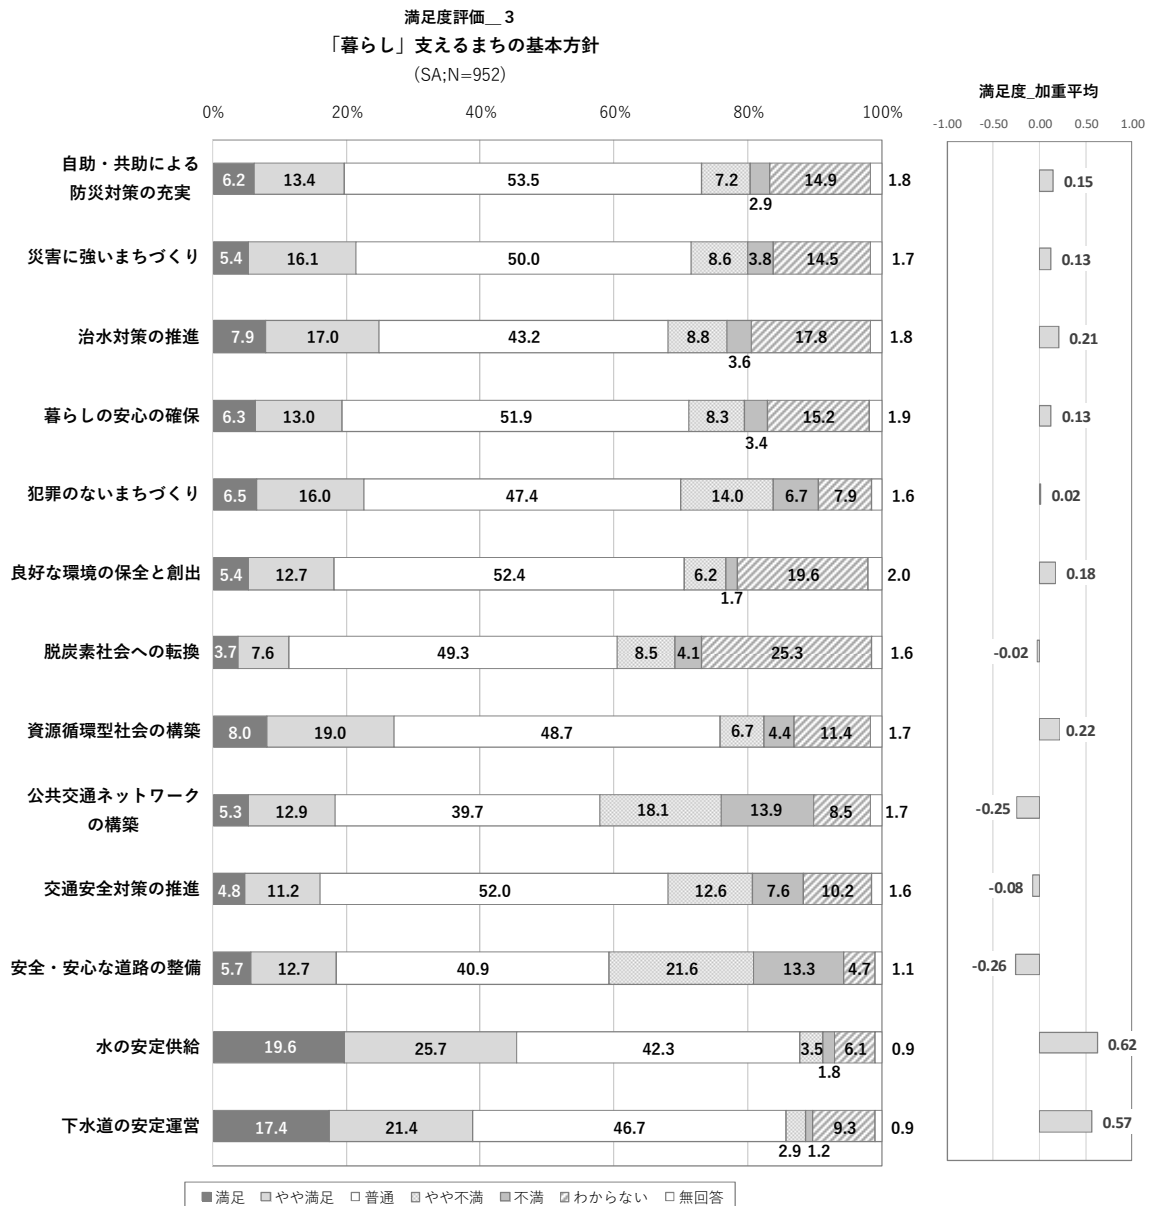 満足度評価＿３
「暮らし」支えるまちの基本方針
(SA;N=952)
満足度_加重平均
0% 20% 40% 60% 80% 100%
-1.00 -0.50 0.00 0.50 1.00
自助・共助による
防災対策の充実
6.2 13.4 53.5 7.2 2.9 14.9 1.8 0.15
災害に強いまちづくり 5.4 16.1 50.0 8.6 3.8 14.5 1.7 0.13
治水対策の推進 7.9 17.0 43.2 8.8 3.6 17.8 1.8 0.21
暮らしの安心の確保 6.3 13.0 51.9 8.3 3.4 15.2 1.9 0.13
犯罪のないまちづくり 6.5 16.0 47.4 14.0 6.7 7.9 1.6 0.02
良好な環境の保全と創出 5.4 12.7 52.4 6.2 1.7 19.6 2.0 0.18
脱炭素社会への転換 3.7 7.6 49.3 8.5 4.1 25.3 1.6 -0.02
資源循環型社会の構築 8.0 19.0 48.7 6.7 4.4 11.4 1.7 0.22
公共交通ネットワーク
の構築
5.3 12.9 39.7 18.1 13.9 8.5 1.7 -0.25
交通安全対策の推進 4.8 11.2 52.0 12.6 7.6 10.2 1.6 -0.08
安全・安心な道路の整備 5.7 12.7 40.9 21.6 13.3 4.7 1.1 -0.26
水の安定供給 19.6 25.7 42.3 3.5 1.8 6.1 0.9 0.62
下水道の安定運営 17.4 21.4 46.7 2.9 1.2 9.3 0.9 0.57
満足 やや満足 普通 やや不満 不満 わからない 無回答